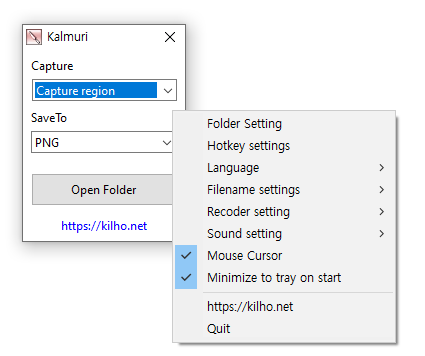 Kalmuri
Capture
Capture region
SaveTo
PNG
Open Folder
https://kilho.net
Folder Setting
Hotkey settings
Language
Filename settings
Recoder setting
Sound setting
Mouse Cursor
Minimize to tray on start
https://kilho.net
Quit